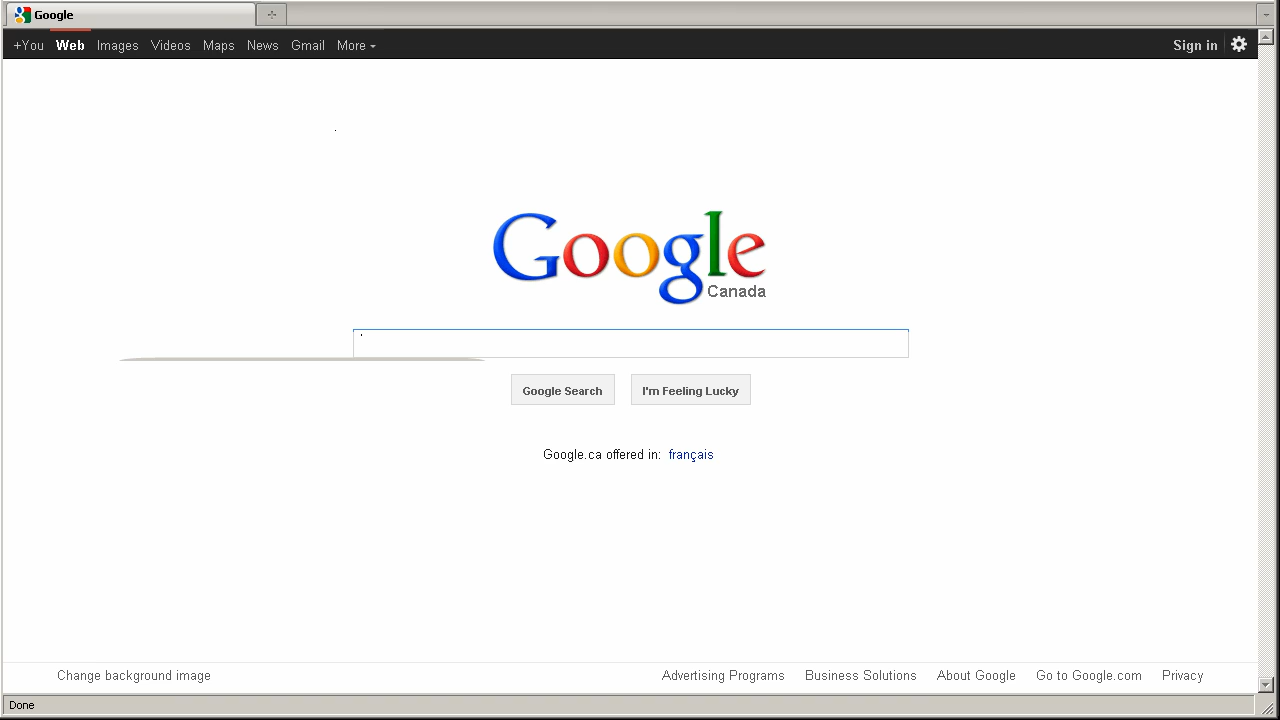 Google
+You Web Images Videos Maps News Gmail More Sign in
Google
Canada
Google Search I'm Feeling Lucky
Google.ca offered in: français
Change background image Advertising Programs Business Solutions About Google Go to Google.com Privacy
Done